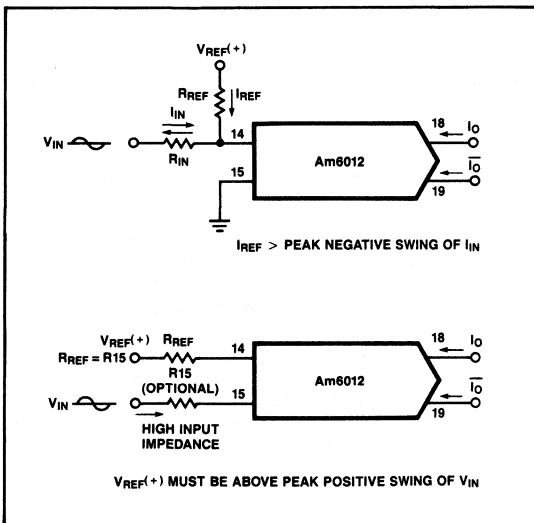 VREF(+)
RREF
IREF
IIN
VIN
RIN
14
15
Am6012
18
IO
I̅O̅
19
IREF > PEAK NEGATIVE SWING OF IIN
VREF(+)
RREF
RREF = R15
14
R15
(OPTIONAL)
15
VIN
HIGH INPUT
IMPEDANCE
Am6012
18
IO
I̅O̅
19
VREF(+) MUST BE ABOVE PEAK POSITIVE SWING OF VIN